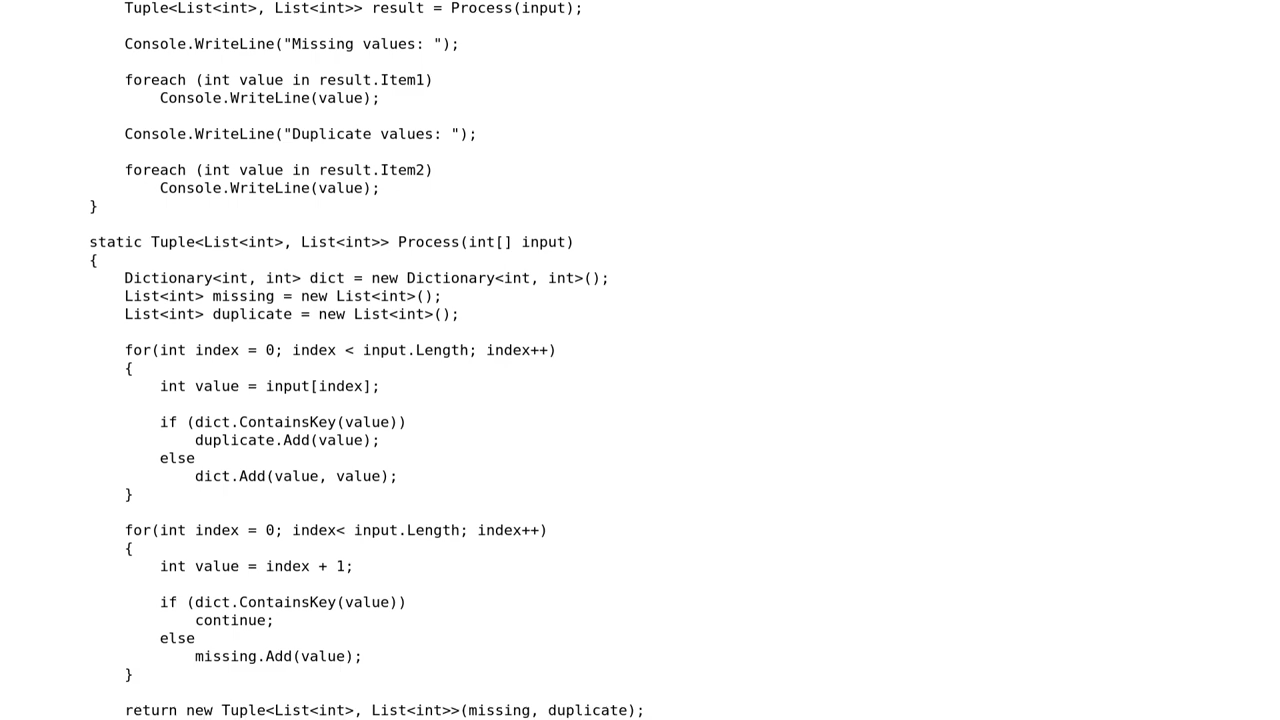 Tuple<List<int>, List<int>> result = Process(input);
Console.WriteLine("Missing values: ");
foreach (int value in result.Item1)
Console.WriteLine(value);
Console.WriteLine("Duplicate values: ");
foreach (int value in result.Item2)
Console.WriteLine(value);
}
static Tuple<List<int>, List<int>> Process(int[] input)
{
Dictionary<int, int> dict = new Dictionary<int, int>();
List<int> missing = new List<int>();
List<int> duplicate = new List<int>();
for(int index = 0; index < input.Length; index++)
{
int value = input[index];
if (dict.ContainsKey(value))
duplicate.Add(value);
else
dict.Add(value, value);
}
for(int index = 0; index< input.Length; index++)
{
int value = index + 1;
if (dict.ContainsKey(value))
continue;
else
missing.Add(value);
}
return new Tuple<List<int>, List<int>>(missing, duplicate);